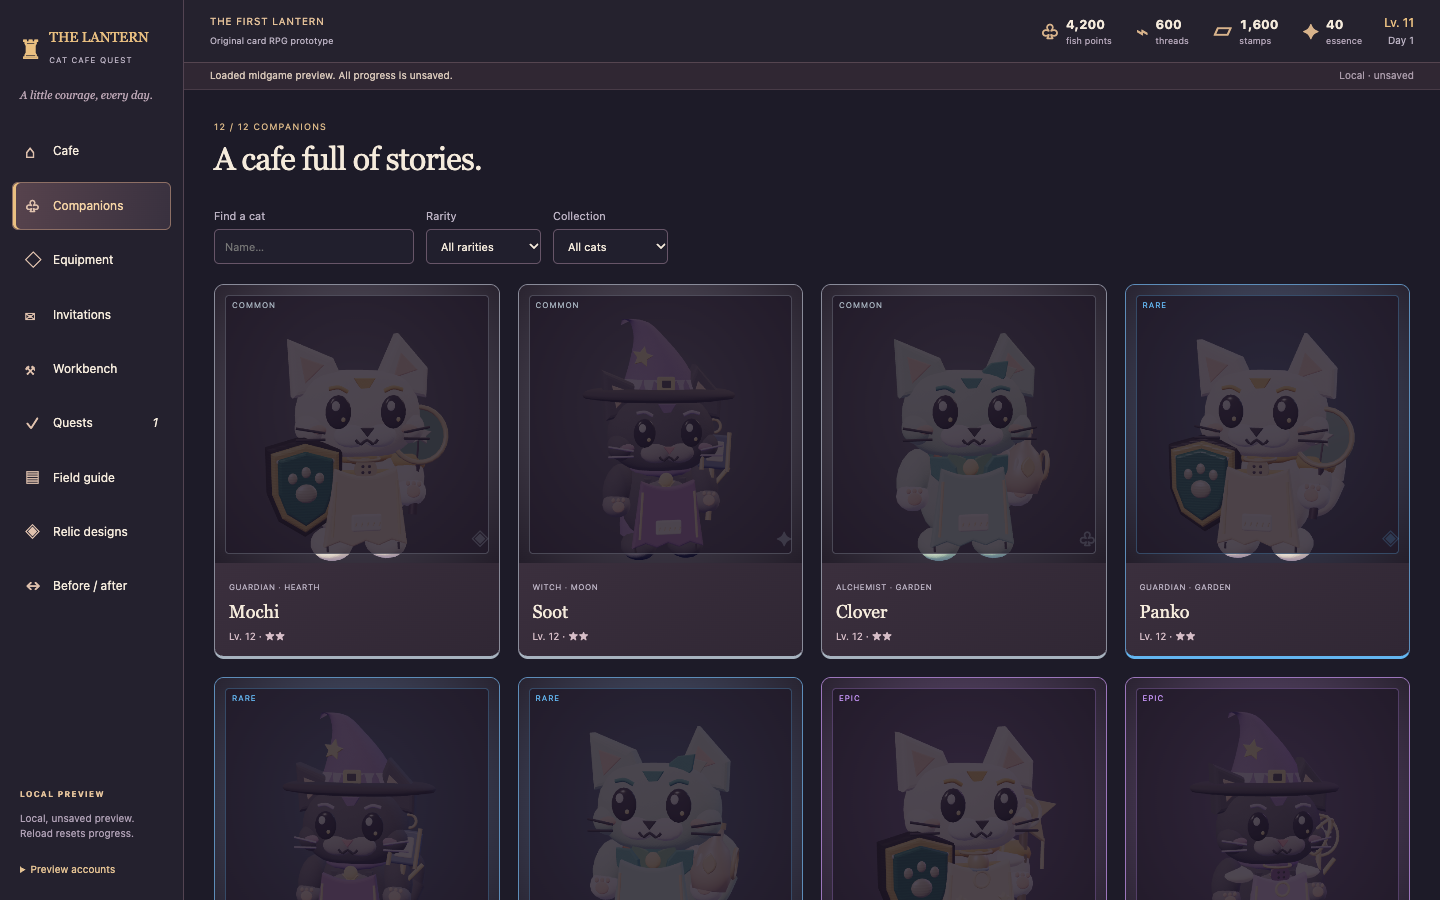 THE LANTERN
CAT CAFE QUEST
A little courage, every day.
Cafe
Companions
Equipment
Invitations
Workbench
Quests 1
Field guide
Relic designs
Before / after
LOCAL PREVIEW
Local, unsaved preview.
Reload resets progress.
Preview accounts
THE FIRST LANTERN
Original card RPG prototype
4,200
fish points
600
threads
1,600
stamps
40
essence
Lv. 11
Day 1
Loaded midgame preview. All progress is unsaved.
Local · unsaved
12 / 12 COMPANIONS
A cafe full of stories.
Find a cat
Name...
Rarity
All rarities
Collection
All cats
COMMON
GUARDIAN · HEARTH
Mochi
Lv. 12 · ★★
COMMON
WITCH · MOON
Soot
Lv. 12 · ★★
COMMON
ALCHEMIST · GARDEN
Clover
Lv. 12 · ★★
RARE
GUARDIAN · GARDEN
Panko
Lv. 12 · ★★
RARE
RARE
EPIC
EPIC